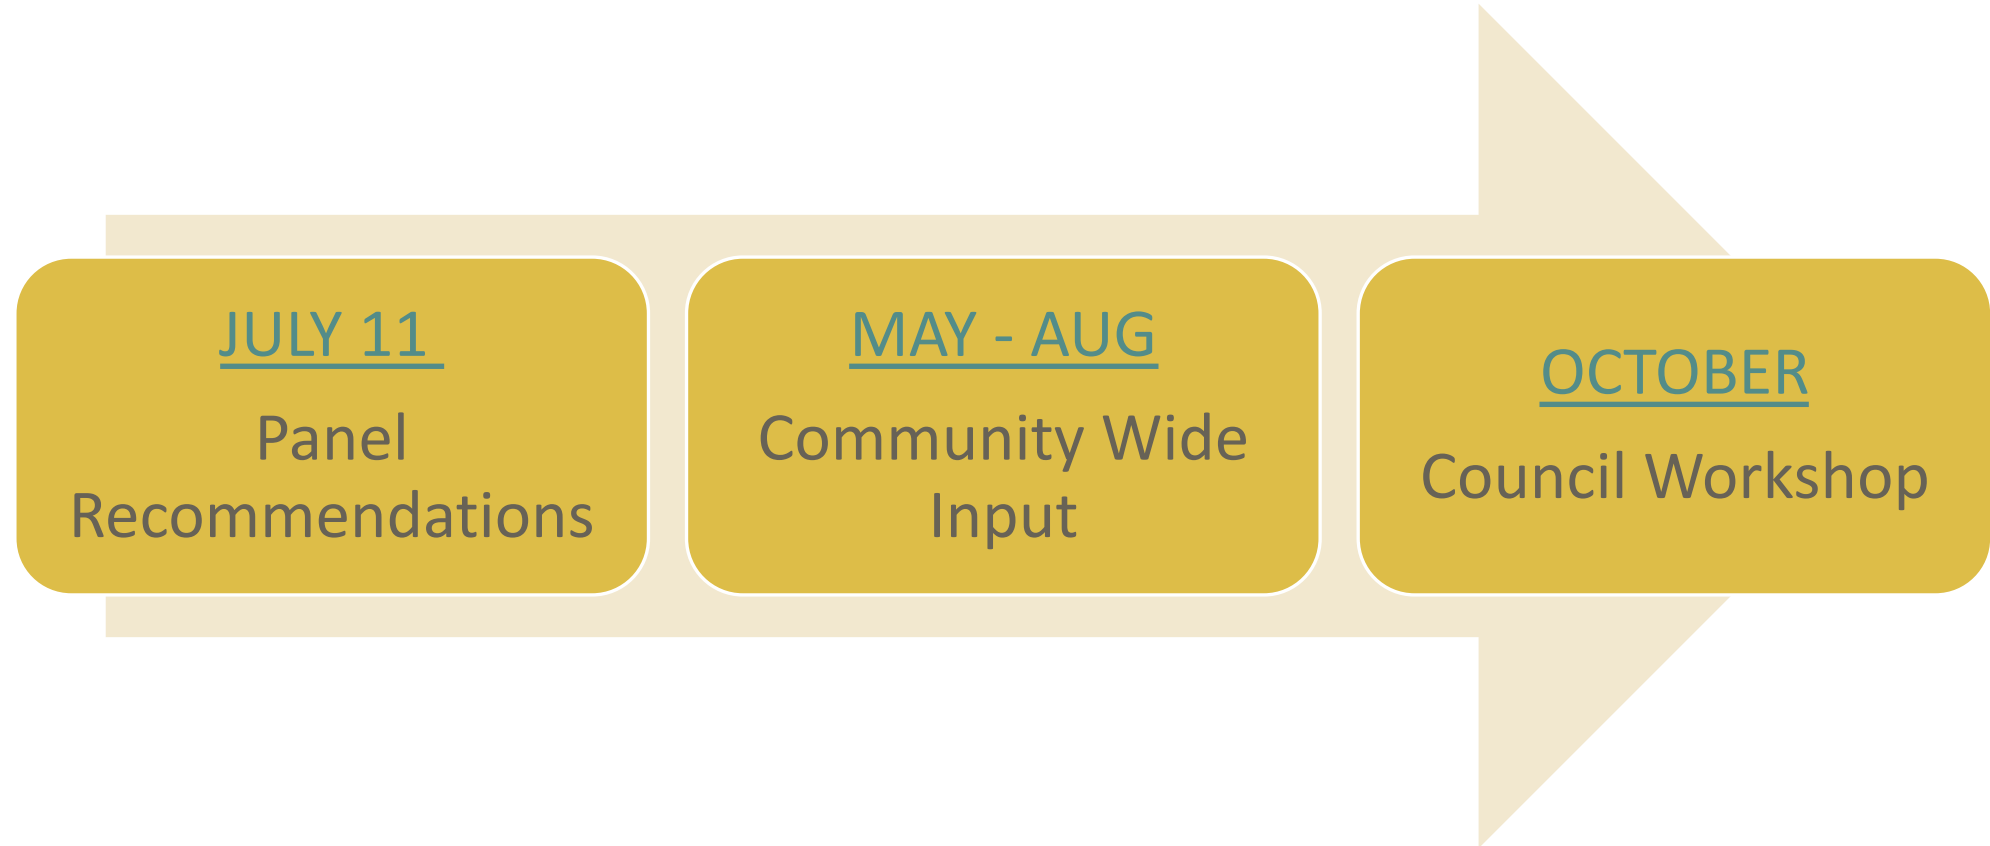 JULY 11
Panel
Recommendations
MAY - AUG
Community Wide
Input
OCTOBER
Council Workshop